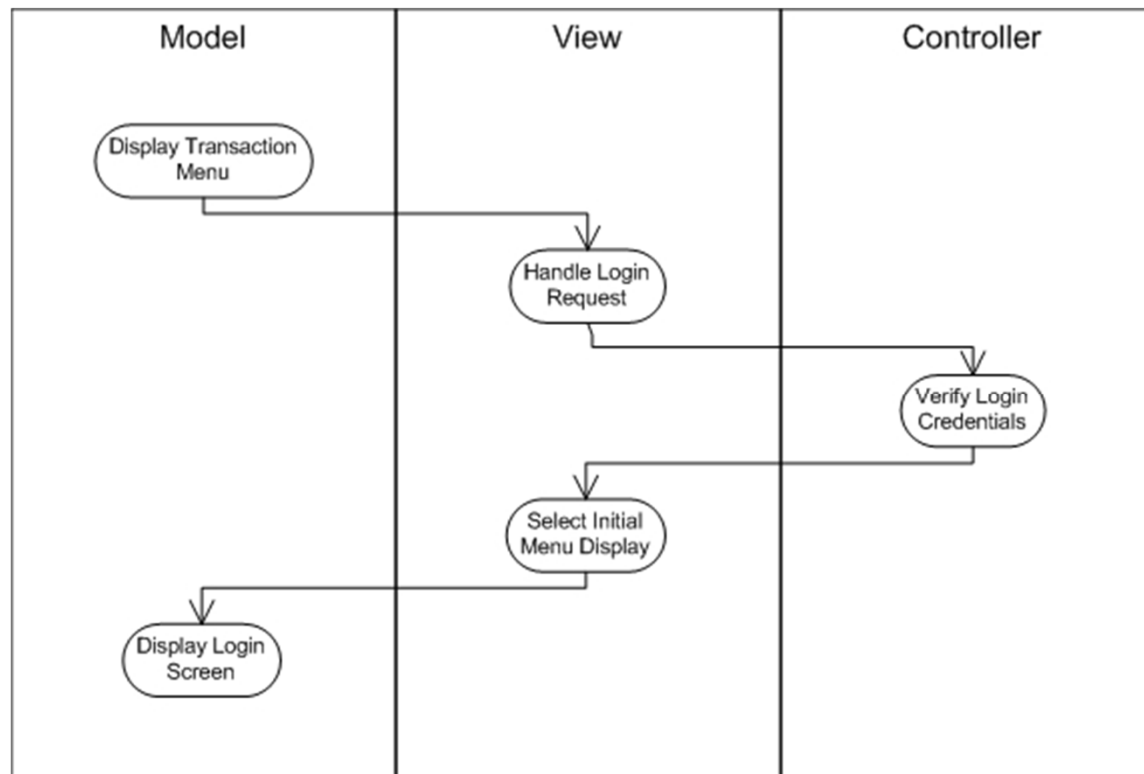 Model
View
Controller
Display Transaction
Menu
Handle Login
Request
Verify Login
Credentials
Select Initial
Menu Display
Display Login
Screen